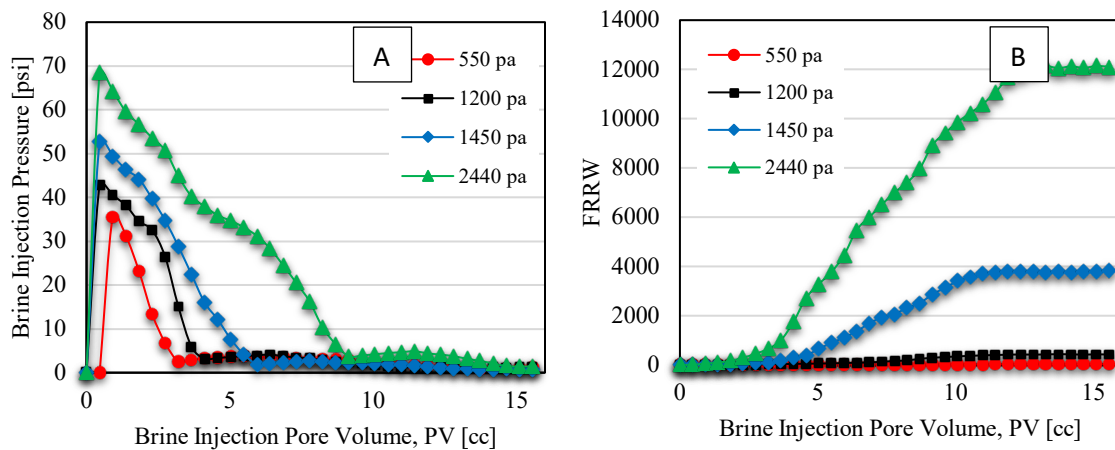 80
70
60
50
40
30
20
10
0
Brine Injection Pressure [psi]
A
550 pa
1200 pa
1450 pa
2440 pa
0
5
10
15
Brine Injection Pore Volume, PV [cc]
14000
12000
10000
8000
6000
4000
2000
0
FRRW
B
550 pa
1200 pa
1450 pa
2440 pa
0
5
10
15
Brine Injection Pore Volume, PV [cc]